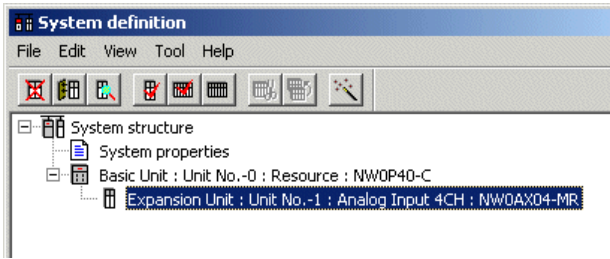 System definition
File Edit View Tool Help
System structure
System properties
Basic Unit : Unit No.-0 : Resource : NW0P40-C
Expansion Unit : Unit No.-1 : Analog Input 4CH : NW0AX04-MR